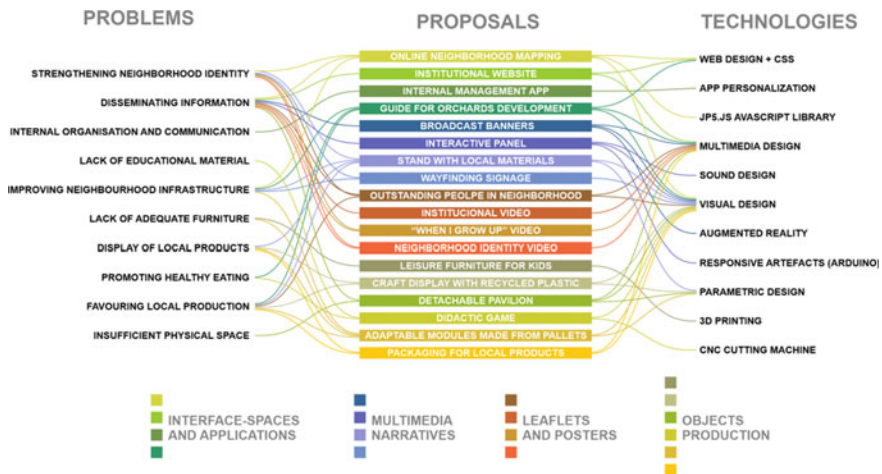 PROBLEMS
PROPOSALS
TECHNOLOGIES
STRENGTHENING NEIGHBORHOOD IDENTITY
DISSEMINATING INFORMATION
INTERNAL ORGANISATION AND COMMUNICATION
LACK OF EDUCATIONAL MATERIAL
IMPROVING NEIGHBOURHOOD INFRASTRUCTURE
LACK OF ADEQUATE FURNITURE
DISPLAY OF LOCAL PRODUCTS
PROMOTING HEALTHY EATING
FAVOURING LOCAL PRODUCTION
INSUFFICIENT PHYSICAL SPACE
ONLINE NEIGHBORHOOD MAPPING
INSTITUTIONAL WEBSITE
INTERNAL MANAGEMENT APP
GUIDE FOR ORCHARDS DEVELOPMENT
BROADCAST BANNERS
INTERACTIVE PANEL
STAND WITH LOCAL MATERIALS
WAYFINDING SIGNAGE
OUTSTANDING PEOLPE IN NEIGHBORHOOD
INSTITUCIONAL VIDEO
"WHEN I GROW UP" VIDEO
NEIGHBORHOOD IDENTITY VIDEO
LEISURE FURNITURE FOR KIDS
CRAFT DISPLAY WITH RECYCLED PLASTIC
DETACHABLE PAVILION
DIDACTIC GAME
ADAPTABLE MODULES MADE FROM PALLETS
PACKAGING FOR LOCAL PRODUCTS
WEB DESIGN + CSS
APP PERSONALIZATION
JP5.JS AVASCRIPT LIBRARY
MULTIMEDIA DESIGN
SOUND DESIGN
VISUAL DESIGN
AUGMENTED REALITY
RESPONSIVE ARTEFACTS (ARDUINO)
PARAMETRIC DESIGN
3D PRINTING
CNC CUTTING MACHINE
INTERFACE-SPACES
AND APPLICATIONS
MULTIMEDIA
NARRATIVES
LEAFLETS
AND POSTERS
OBJECTS
PRODUCTION